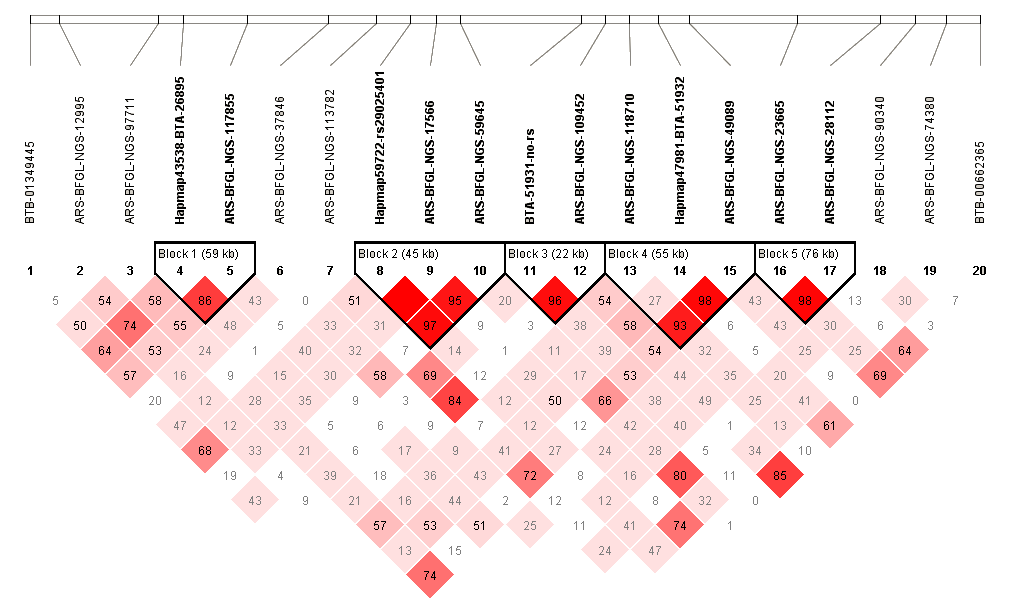 BTB-01349445
ARS-BFGL-NGS-12995
ARS-BFGL-NGS-97711
Hapmap43538-BTA-26895
ARS-BFGL-NGS-117855
ARS-BFGL-NGS-37846
ARS-BFGL-NGS-113782
Hapmap59722-rs29025401
ARS-BFGL-NGS-17566
ARS-BFGL-NGS-59645
BTA-51931-no-rs
ARS-BFGL-NGS-109452
ARS-BFGL-NGS-118710
Hapmap47981-BTA-51932
ARS-BFGL-NGS-49089
ARS-BFGL-NGS-23665
ARS-BFGL-NGS-28112
ARS-BFGL-NGS-90340
ARS-BFGL-NGS-74380
BTB-00662365
Block 1 (59 kb) Block 2 (45 kb) Block 3 (22 kb) Block 4 (55 kb) Block 5 (76 kb)
1 2 3 4 5 6 7 8 9 10 11 12 13 14 15 16 17 18 19 20
5 54 58 86 43 0 51 95 20 96 54 27 98 43 98 13 30 7
50 74 55 48 5 33 31 97 9 3 38 58 93 6 43 30 6 3
64 53 24 1 40 32 7 14 1 11 39 54 32 5 25 25 64
57 16 9 15 30 58 69 12 29 17 53 44 35 20 9 69
20 12 28 35 9 3 84 12 50 66 38 49 25 41 0
47 12 33 5 6 9 7 12 12 42 40 1 13 61
68 33 21 6 17 9 41 27 24 28 5 34 10
19 4 39 18 36 43 72 8 16 80 11 85
43 9 21 16 44 2 12 12 8 32 0
57 53 51 25 11 41 74 1
13 15 24 47
74